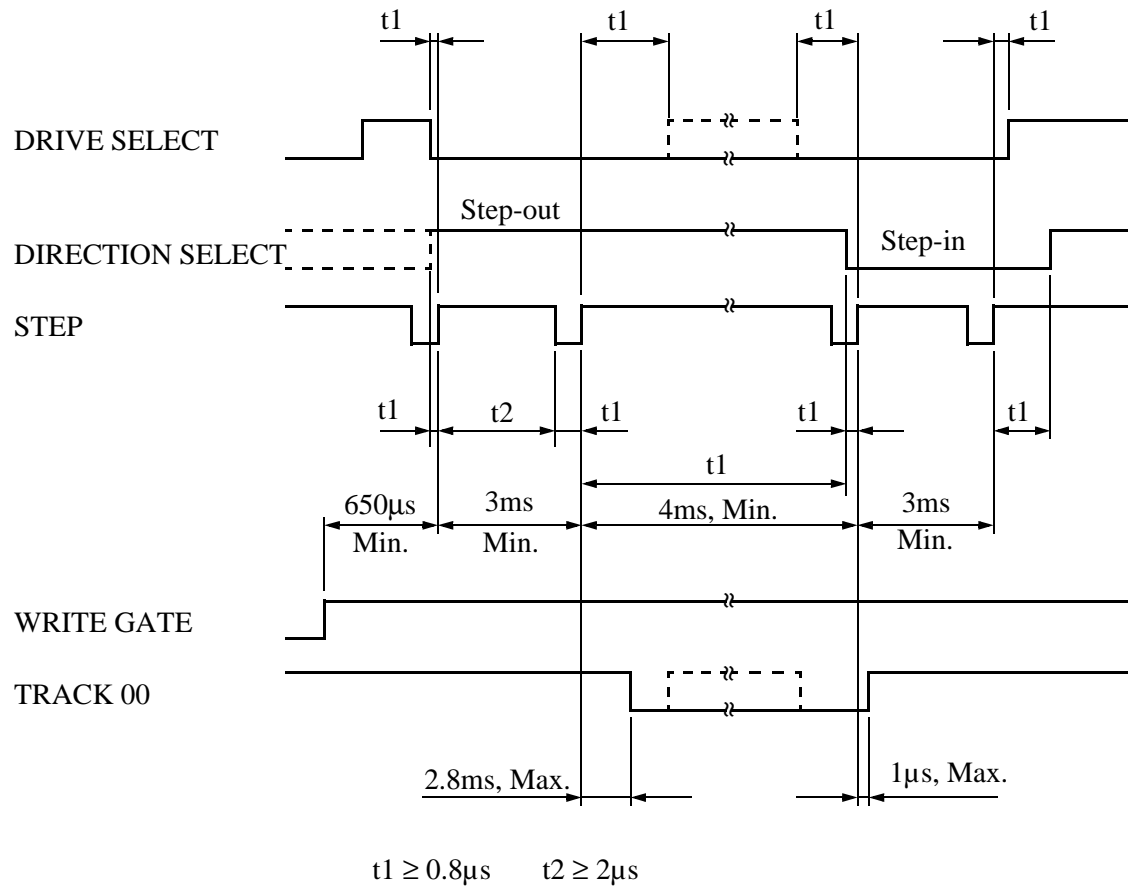 t1 t1 t1 t1
DRIVE SELECT
Step-out
DIRECTION SELECT
Step-in
STEP
t1 t2 t1 t1 t1
t1
650µs 3ms 4ms, Min. 3ms
Min. Min. Min.
WRITE GATE
TRACK 00
2.8ms, Max. 1µs, Max.
t1 ≥ 0.8µs t2 ≥ 2µs